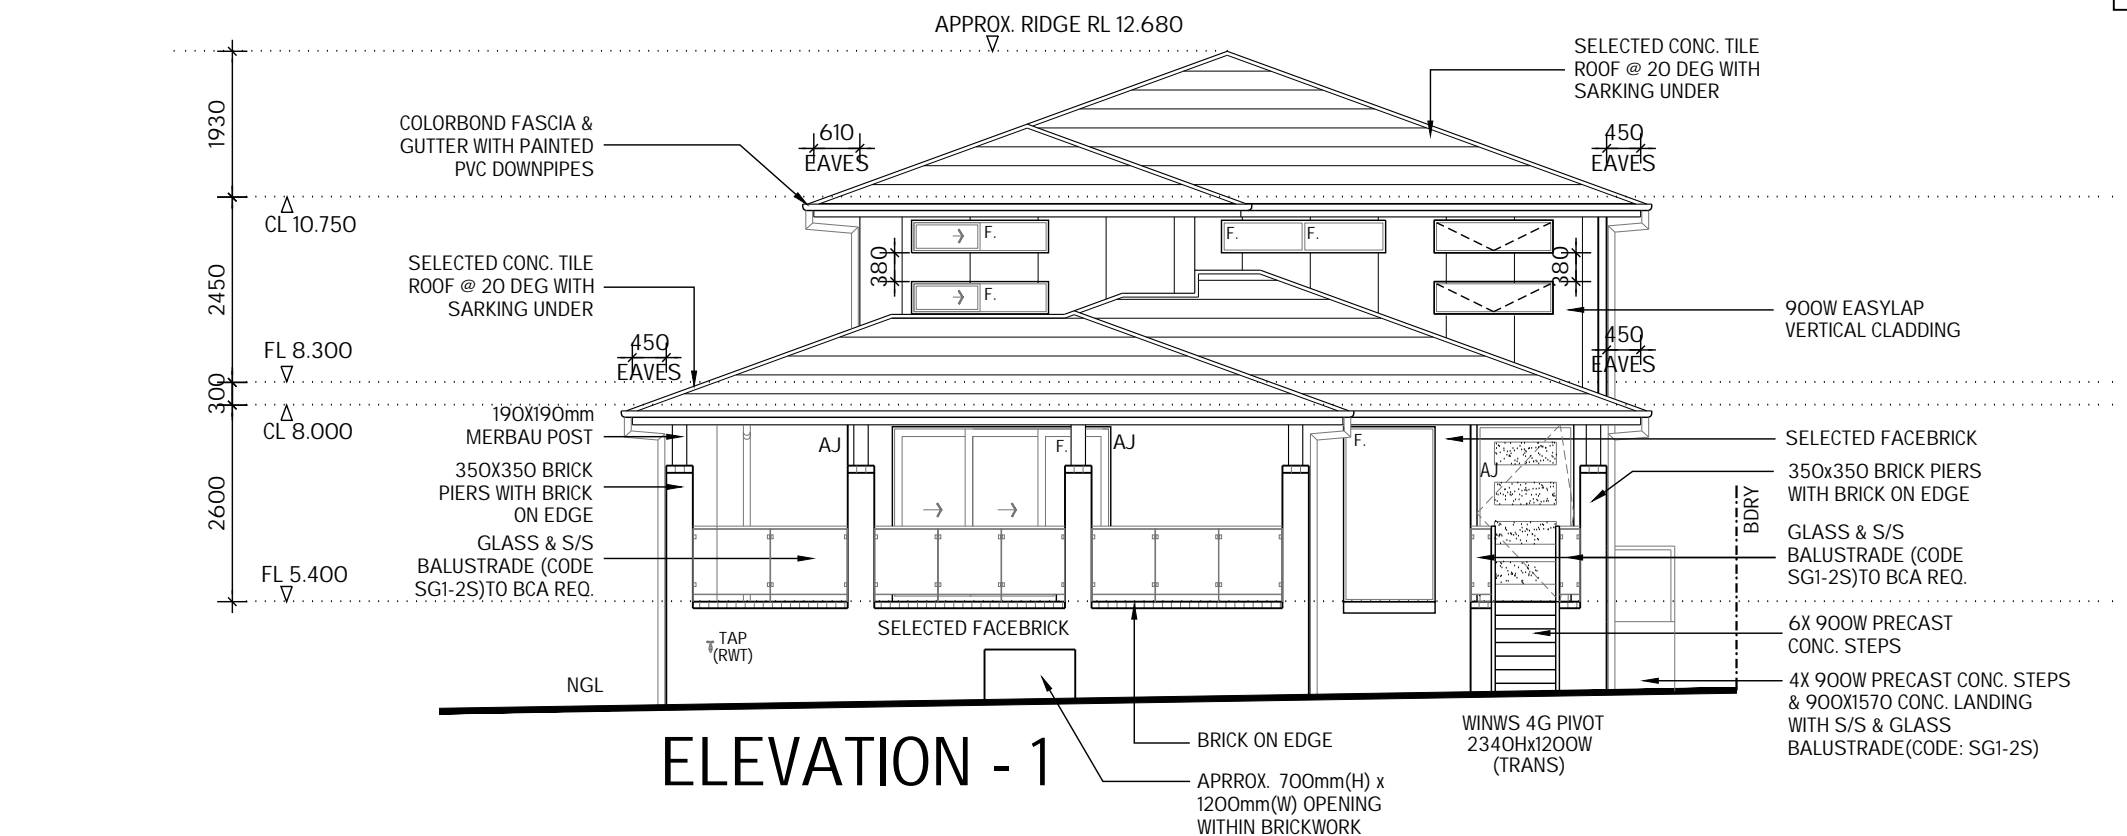 APPROX. RIDGE RL 12.680
SELECTED CONC. TILE
ROOF @ 20 DEG WITH
SARKING UNDER
1930
COLORBOND FASCIA &
GUTTER WITH PAINTED
PVC DOWNPIPES
610
EAVES
450
EAVES
CL 10.750
F.
F.
F.
380
380
F.
2450
SELECTED CONC. TILE
ROOF @ 20 DEG WITH
SARKING UNDER
900W EASYLAP
VERTICAL CLADDING
FL 8.300
450
EAVES
450
EAVES
300
CL 8.000
190X190mm
MERBAU POST
AJ
F.
AJ
F.
SELECTED FACEBRICK
AJ
2600
350X350 BRICK
PIERS WITH BRICK
ON EDGE
350x350 BRICK PIERS
WITH BRICK ON EDGE
BDRY
GLASS & S/S
BALUSTRADE (CODE
SG1-2S)TO BCA REQ.
GLASS & S/S
BALUSTRADE (CODE
SG1-2S)TO BCA REQ.
FL 5.400
SELECTED FACEBRICK
TAP
(RWT)
6X 900W PRECAST
CONC. STEPS
NGL
4X 900W PRECAST CONC. STEPS
& 900X1570 CONC. LANDING
WITH S/S & GLASS
BALUSTRADE(CODE: SG1-2S)
WINWS 4G PIVOT
2340Hx1200W
(TRANS)
ELEVATION - 1
BRICK ON EDGE
APRROX. 700mm(H) x
1200mm(W) OPENING
WITHIN BRICKWORK